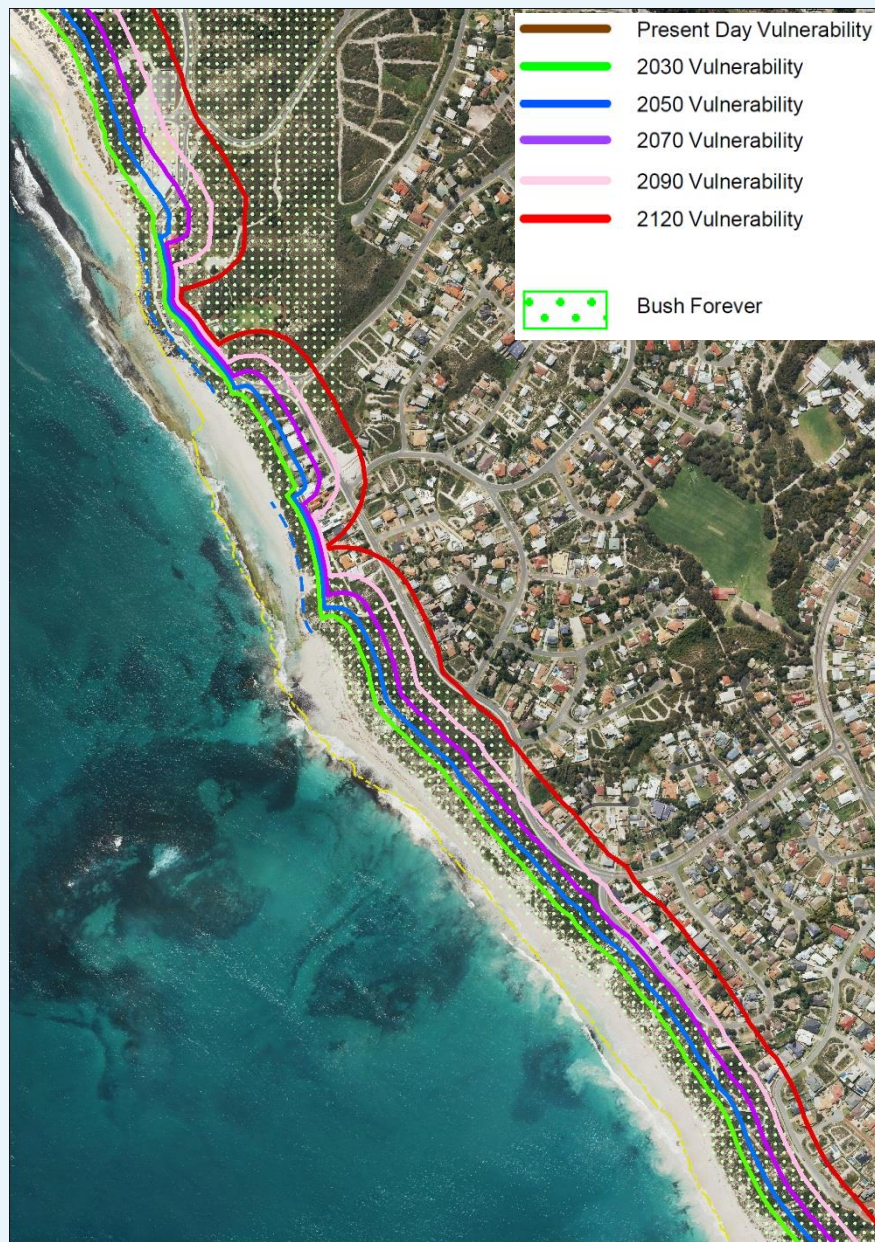 Present Day Vulnerability
2030 Vulnerability
2050 Vulnerability
2070 Vulnerability
2090 Vulnerability
2120 Vulnerability
Bush Forever